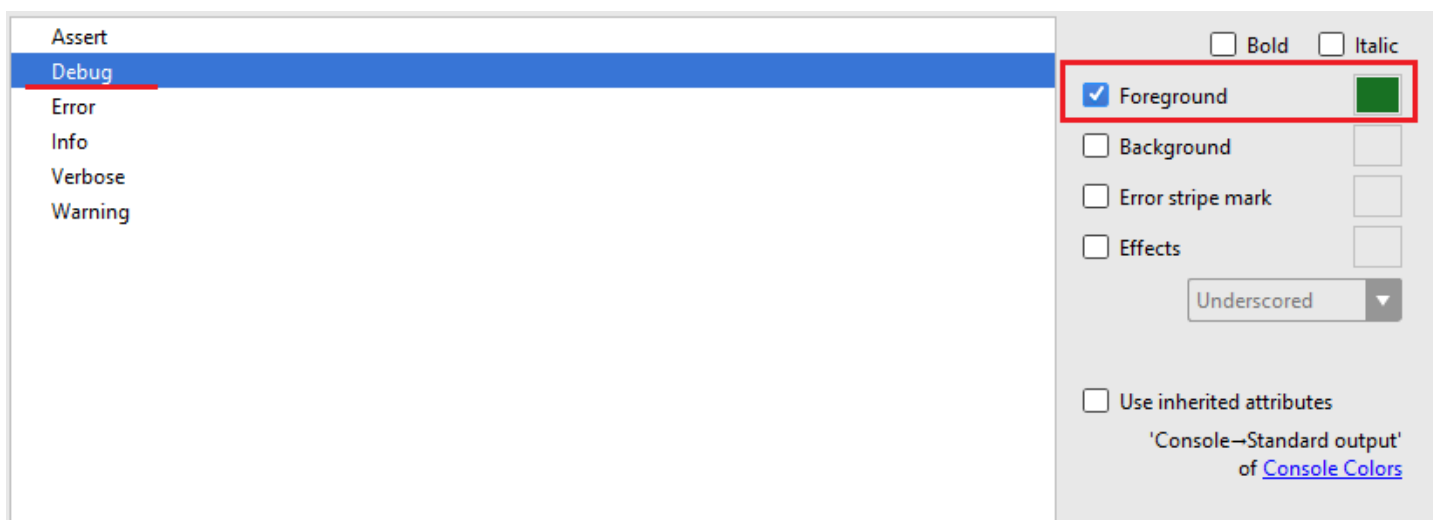 Assert
Debug
Error
Info
Verbose
Warning
Bold Italic
Foreground
Background
Error stripe mark
Effects
Underscored
Use inherited attributes
'Console→Standard output'
of Console Colors